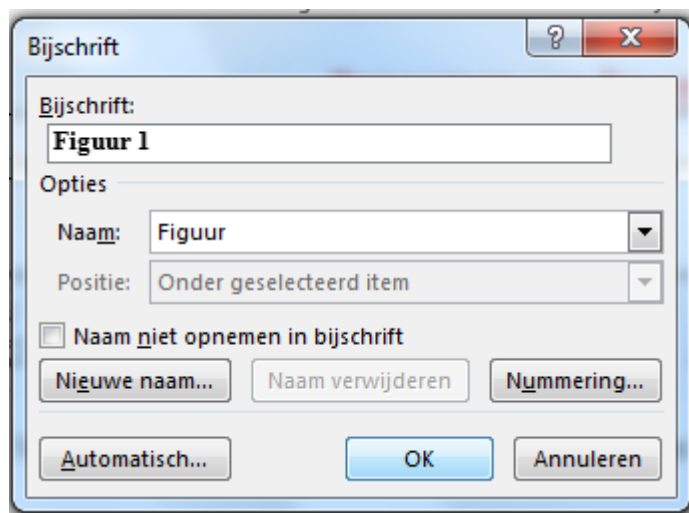 Bijschrift
?
Bijschrift:
Figuur 1
Opties
Naam: Figuur
Positie: Onder geselecteerd item
Naam niet opnemen in bijschrift
Nieuwe naam... Naam verwijderen Nummering...
Automatisch... OK Annuleren